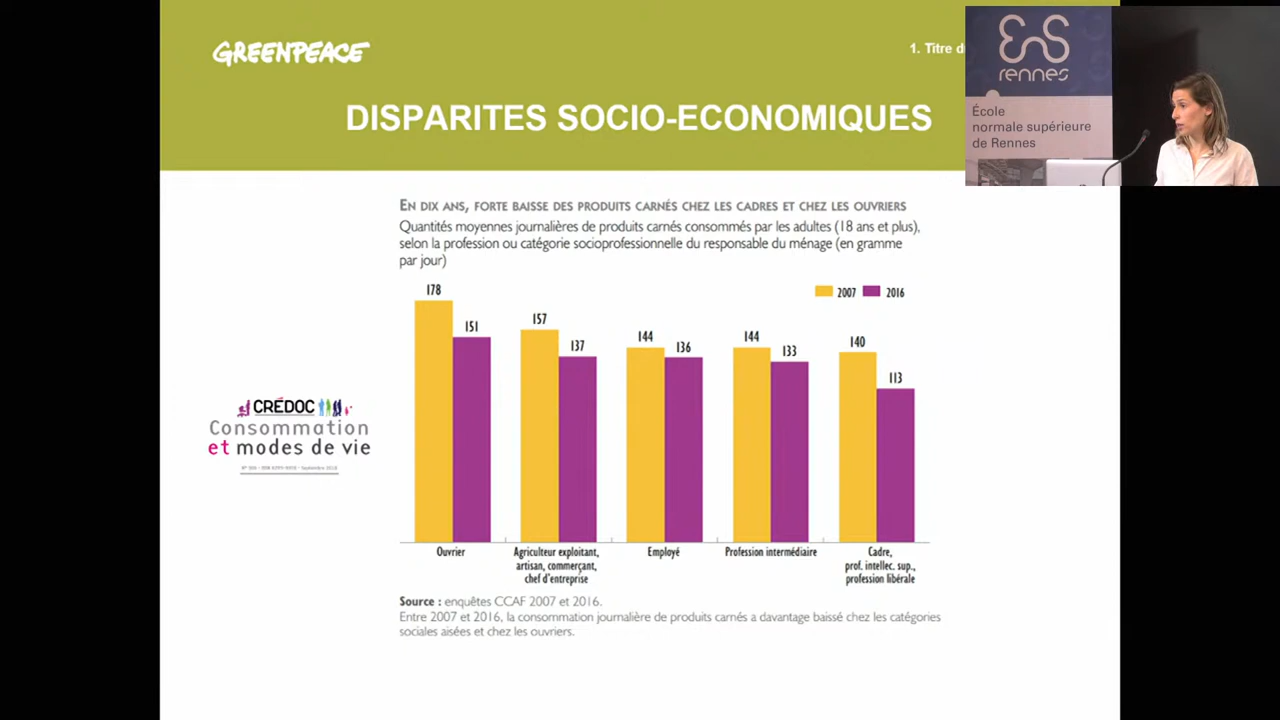 GREENPEACE
1. Titre d
ENS
rennes
École
normale supérieure
de Rennes
DISPARITES SOCIO-ECONOMIQUES
EN DIX ANS, FORTE BAISSE DES PRODUITS CARNÉS CHEZ LES CADRES ET CHEZ LES OUVRIERS
Quantités moyennes journalières de produits carnés consommés par les adultes (18 ans et plus),
selon la profession ou catégorie socioprofessionnelle du responsable du ménage (en gramme
par jour)
2007 2016
178 151 157 137 144 136 144 133 140 113
CRÉDOC
Consommation
et modes de vie
Ouvrier
Agriculteur exploitant,
artisan, commerçant,
chef d'entreprise
Employé
Profession intermédiaire
Cadre,
prof. intellec. sup.,
profession libérale
Source : enquêtes CCAF 2007 et 2016.
Entre 2007 et 2016, la consommation journalière de produits carnés a davantage baissé chez les catégories
sociales aisées et chez les ouvriers.